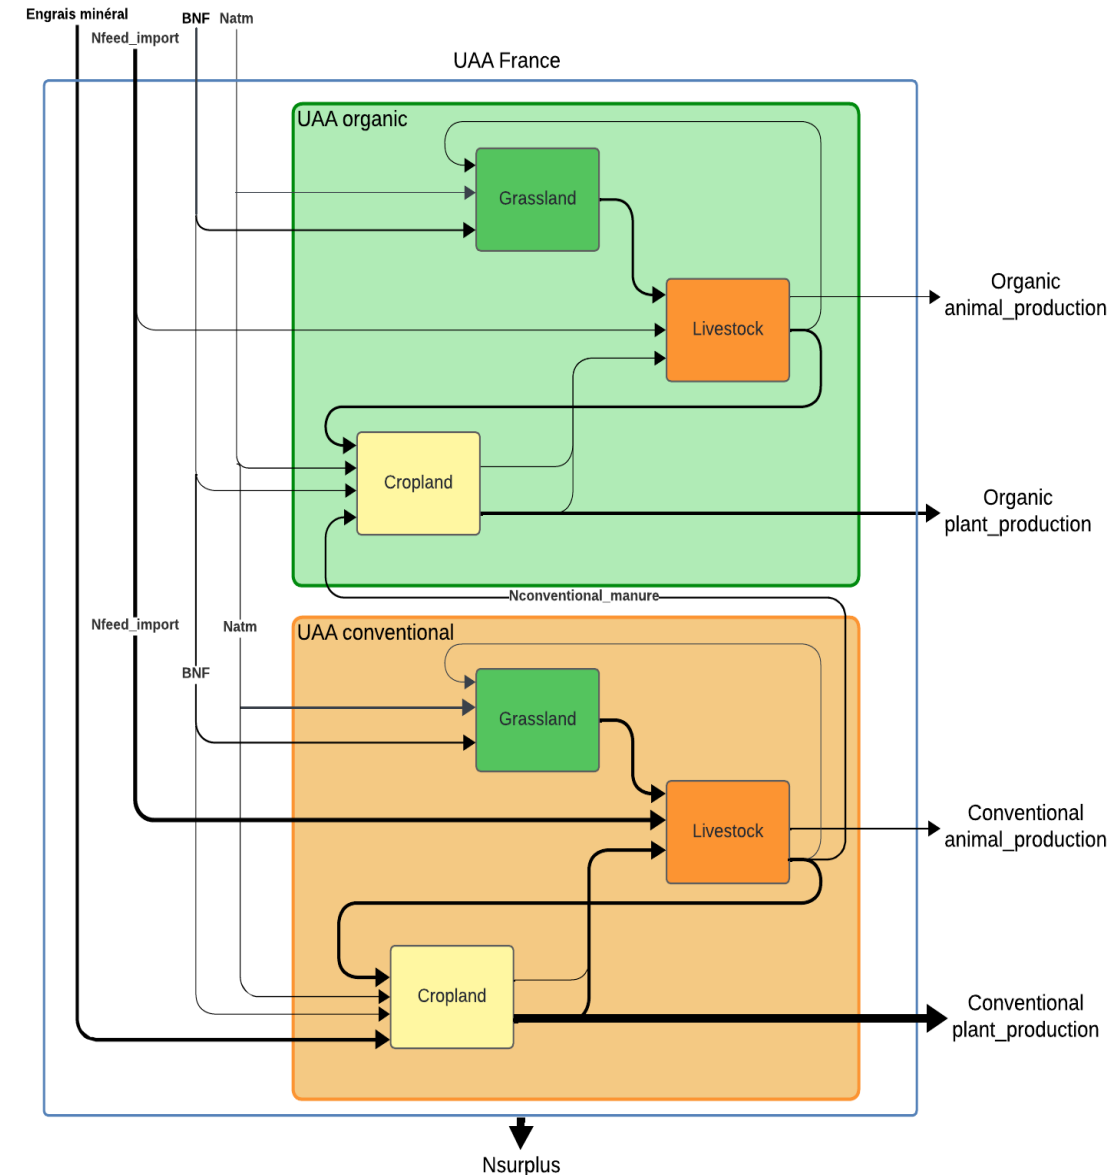 Engrais minéral
BNF
Natm
Nfeed_import
UAA France
UAA organic
Grassland
Livestock
Organic
animal_production
Cropland
Organic
plant_production
Nconventional_manure
Nfeed_import
Natm
UAA conventional
BNF
Grassland
Livestock
Conventional
animal_production
Cropland
Conventional
plant_production
Nsurplus